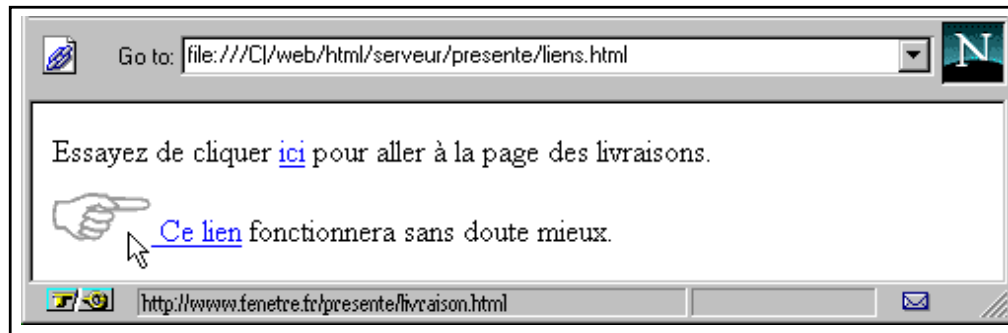 Go to: file:///C|/web/html/serveur/presente/liens.html
N
Essayez de cliquer ici pour aller à la page des livraisons.
Ce lien fonctionnera sans doute mieux.
http://wwww.fenetre.fr/presente/livraison.html